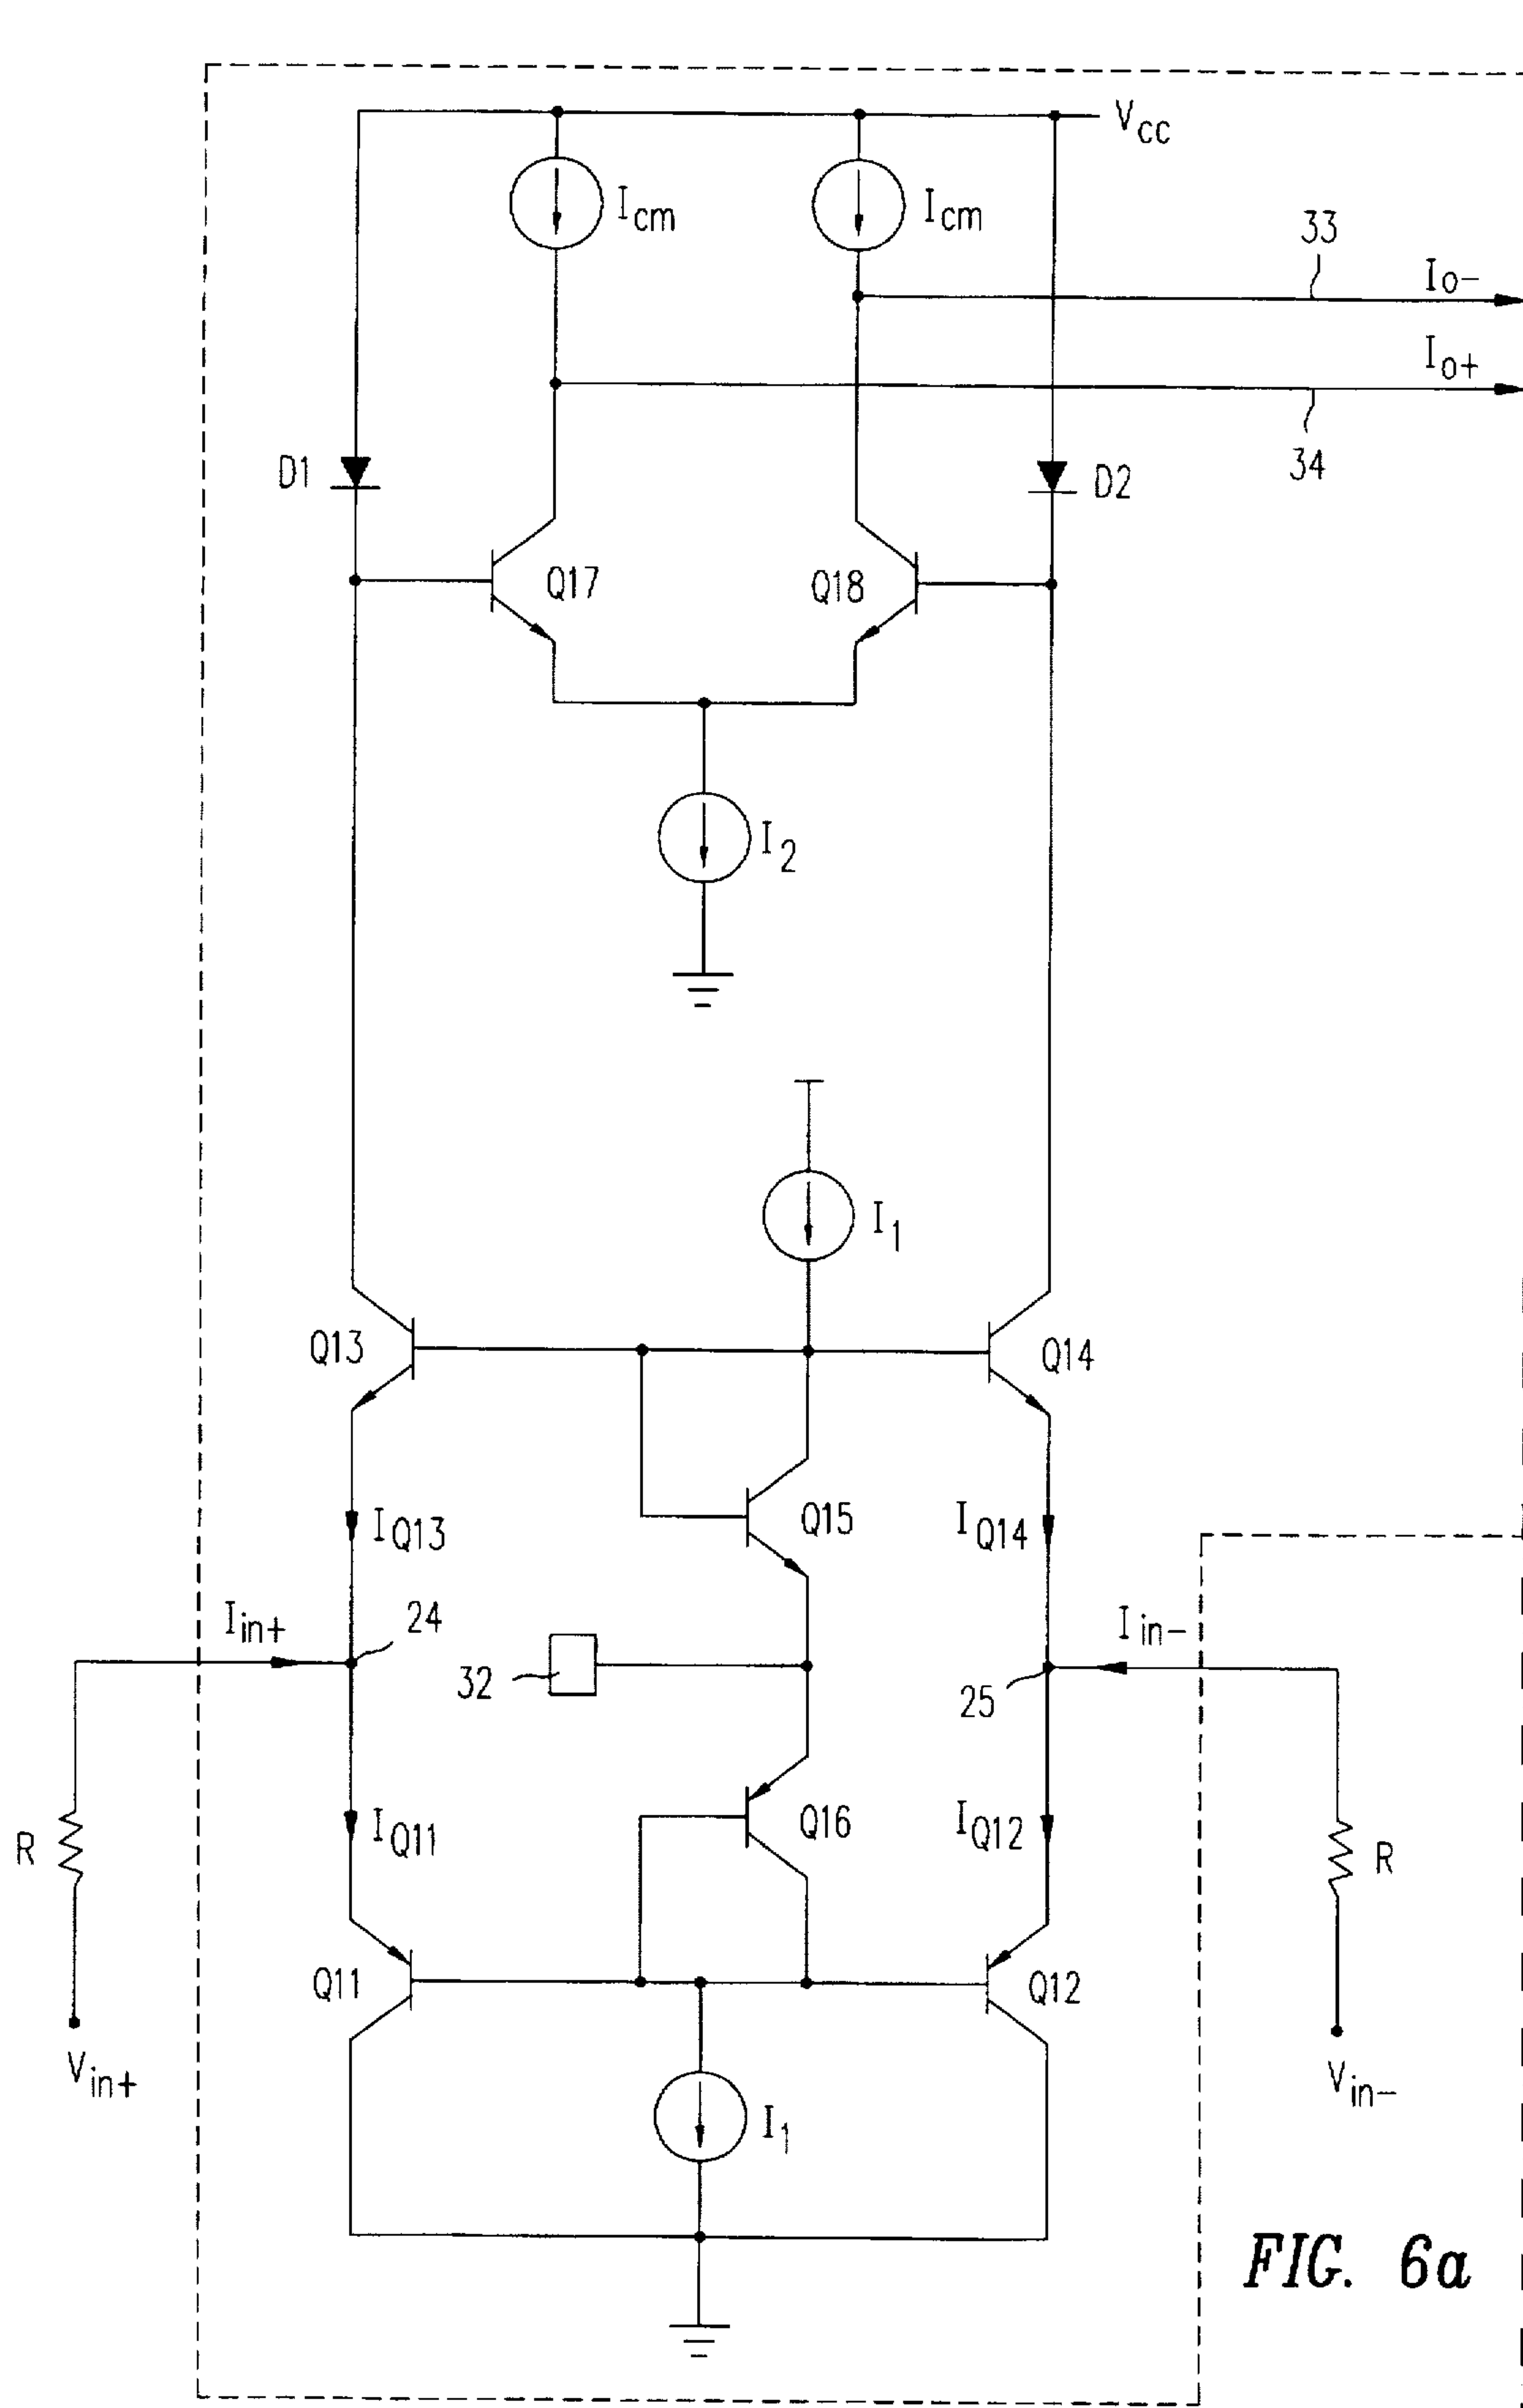 Vcc
Icm
Icm
33
Io-
Io+
34
D1
D2
Q17
Q18
I2
I1
Q13
Q14
Q15
IQ13
IQ14
Iin+
24
Iin-
32
25
Q16
IQ11
IQ12
R
R
Q11
Q12
Vin+
Vin-
I1
FIG. 6a